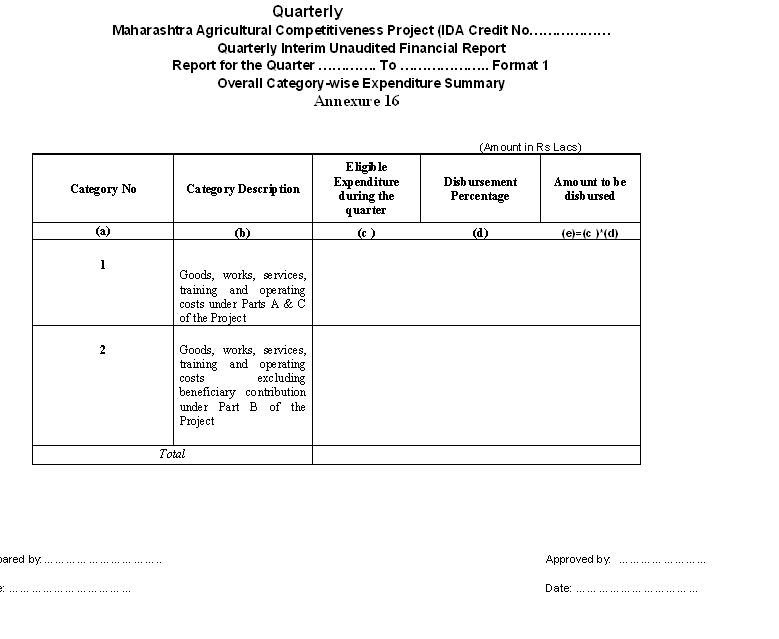 Quarterly
Maharashtra Agricultural Competitiveness Project (IDA Credit No………………
Quarterly Interim Unaudited Financial Report
Report for the Quarter ………… To ……………….. Format 1
Overall Category-wise Expenditure Summary
Annexure 16
(Amount in Rs Lacs)
Category No
Category Description
Eligible
Expenditure
during the
quarter
Disbursement
Percentage
Amount to be
disbursed
(a)
(b)
(c )
(d)
(e)=(c )*(d)
1
Goods, works, services,
training and operating
costs under Parts A & C
of the Project
2
Goods, works, services,
training and operating
costs excluding
beneficiary contribution
under Part B of the
Project
Total
pared by:……………………………..
Approved by: ……………………
e: ……………………………
Date: ……………………………